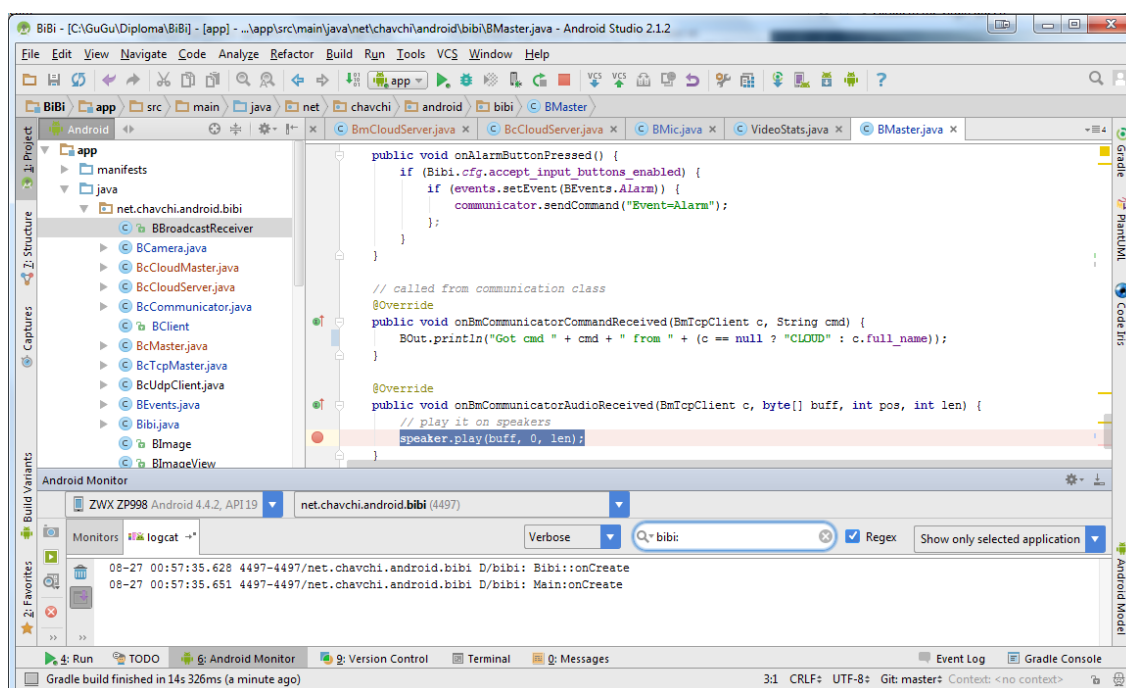 BiBi - [C:\GuGu\Diploma\BiBi] - [app] - ...\app\src\main\java\net\chavchi\android\bibi\BMaster.java - Android Studio 2.1.2
File Edit View Navigate Code Analyze Refactor Build Run Tools VCS Window Help
app
VCS VCS
BiBi app src main java net chavchi android bibi BMaster
Android
BmCloudServer.java BcCloudServer.java BMic.java VideoStats.java BMaster.java
4
1: Project
Z: Structure
Captures
Build Variants
2: Favorites
app
manifests
java
net.chavchi.android.bibi
BBroadcastReceiver
BCamera.java
BcCloudMaster.java
BcCloudServer.java
BcCommunicator.java
BClient
BcMaster.java
BcTcpMaster.java
BcUdpClient.java
BEvents.java
Bibi.java
BImage
BImageView
public void onAlarmButtonPressed() {
if (Bibi.cfg.accept_input_buttons_enabled) {
if (events.setEvent(BEvents.Alarm)) {
communicator.sendCommand("Event=Alarm");
};
}
}
// called from communication class
@Override
public void onBmCommunicatorCommandReceived(BmTcpClient c, String cmd) {
BOut.println("Got cmd " + cmd + " from " + (c == null ? "CLOUD" : c.full_name));
}
@Override
public void onBmCommunicatorAudioReceived(BmTcpClient c, byte[] buff, int pos, int len) {
// play it on speakers
speaker.play(buff, 0, len);
}
Gradle
PlantUML
Code Iris
Android Model
Android Monitor
ZWX ZP998 Android 4.4.2, API 19 net.chavchi.android.bibi (4497)
Monitors logcat Verbose bibi: Regex Show only selected application
08-27 00:57:35.628 4497-4497/net.chavchi.android.bibi D/bibi: Bibi::onCreate
08-27 00:57:35.651 4497-4497/net.chavchi.android.bibi D/bibi: Main:onCreate
4: Run TODO 6: Android Monitor 9: Version Control Terminal 0: Messages Event Log Gradle Console
Gradle build finished in 14s 326ms (a minute ago) 3:1 CRLF UTF-8 Git: master Context: <no context>